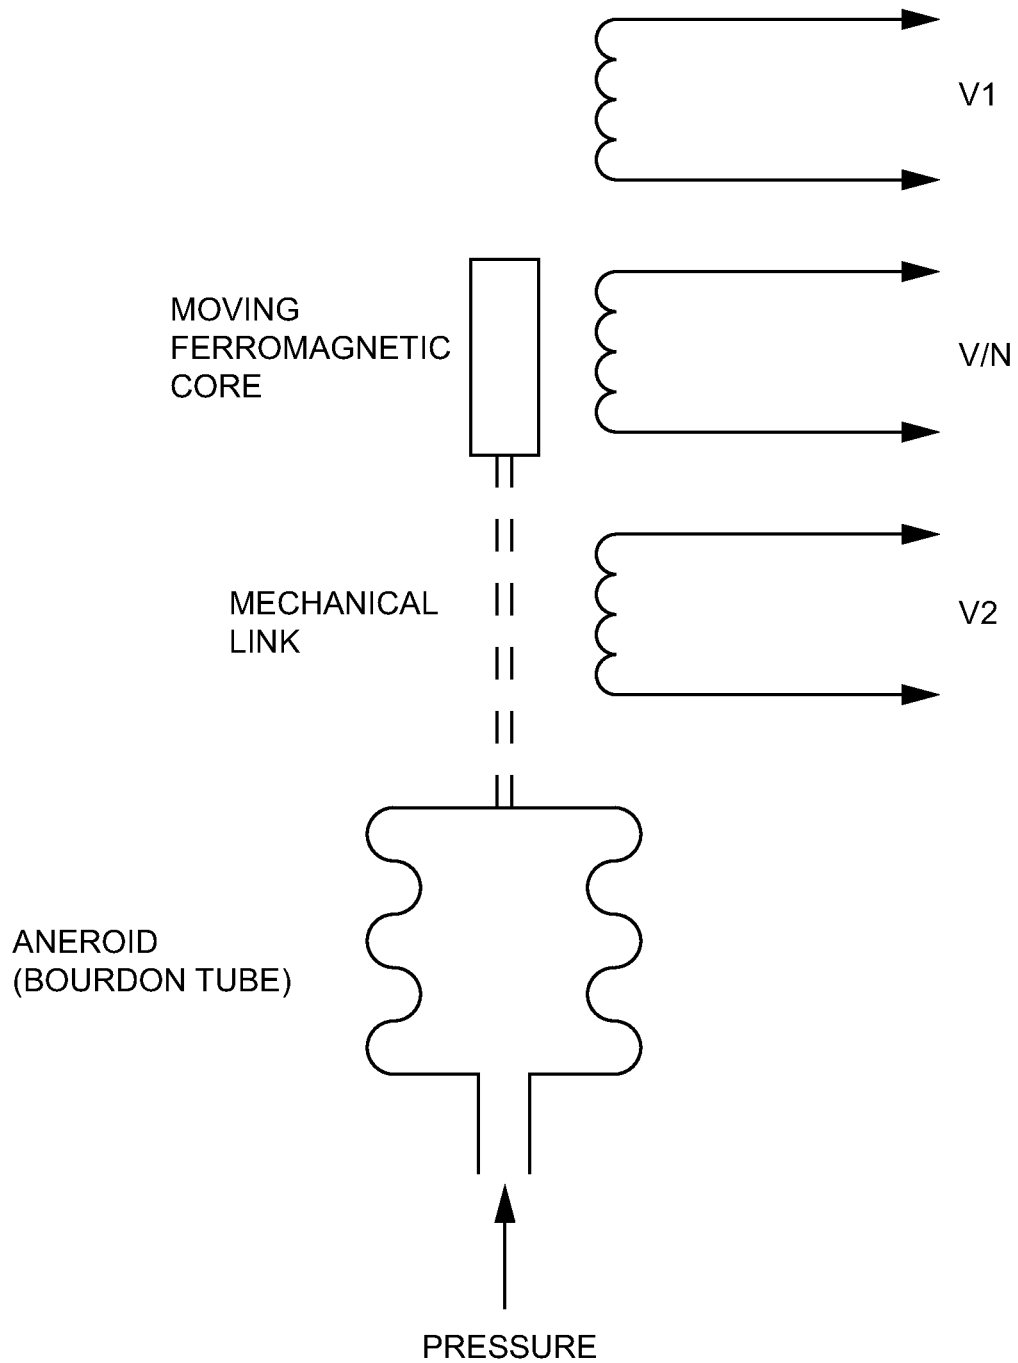 V1
MOVING
FERROMAGNETIC
CORE
V/N
MECHANICAL
LINK
V2
ANEROID
(BOURDON TUBE)
PRESSURE